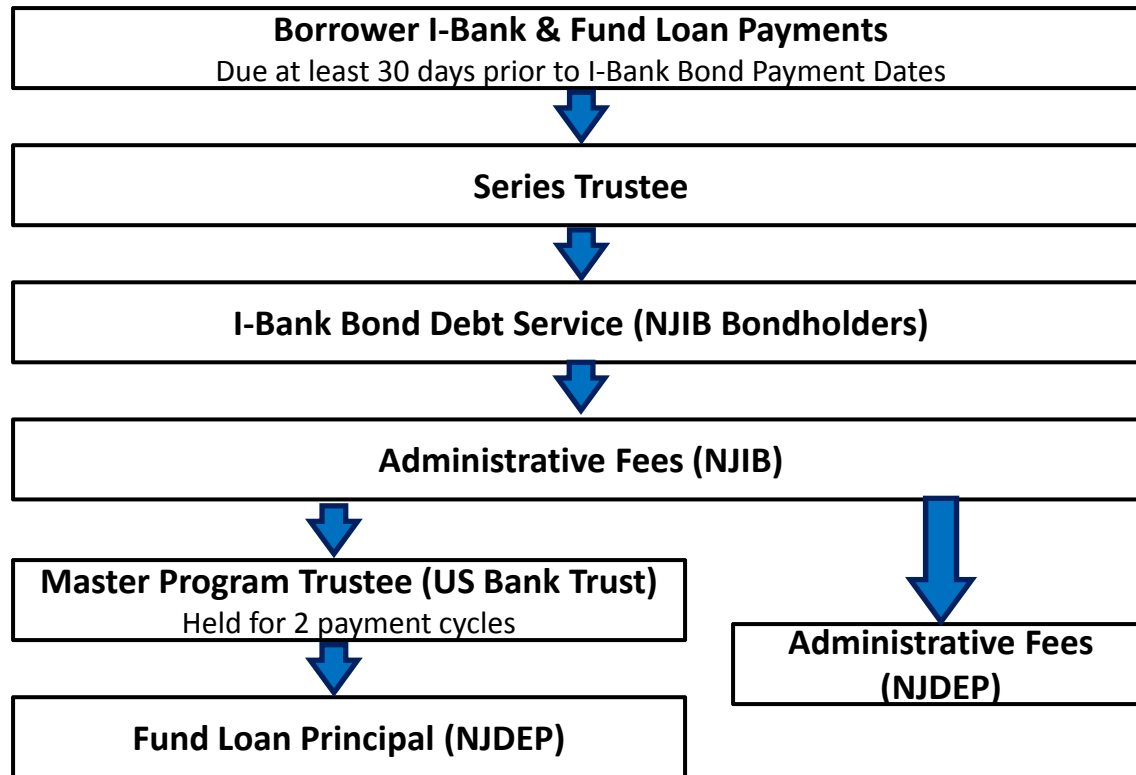 Borrower I-Bank & Fund Loan Payments
Due at least 30 days prior to I-Bank Bond Payment Dates
Series Trustee
I-Bank Bond Debt Service (NJIB Bondholders)
Administrative Fees (NJIB)
Master Program Trustee (US Bank Trust)
Held for 2 payment cycles
Administrative Fees
(NJDEP)
Fund Loan Principal (NJDEP)